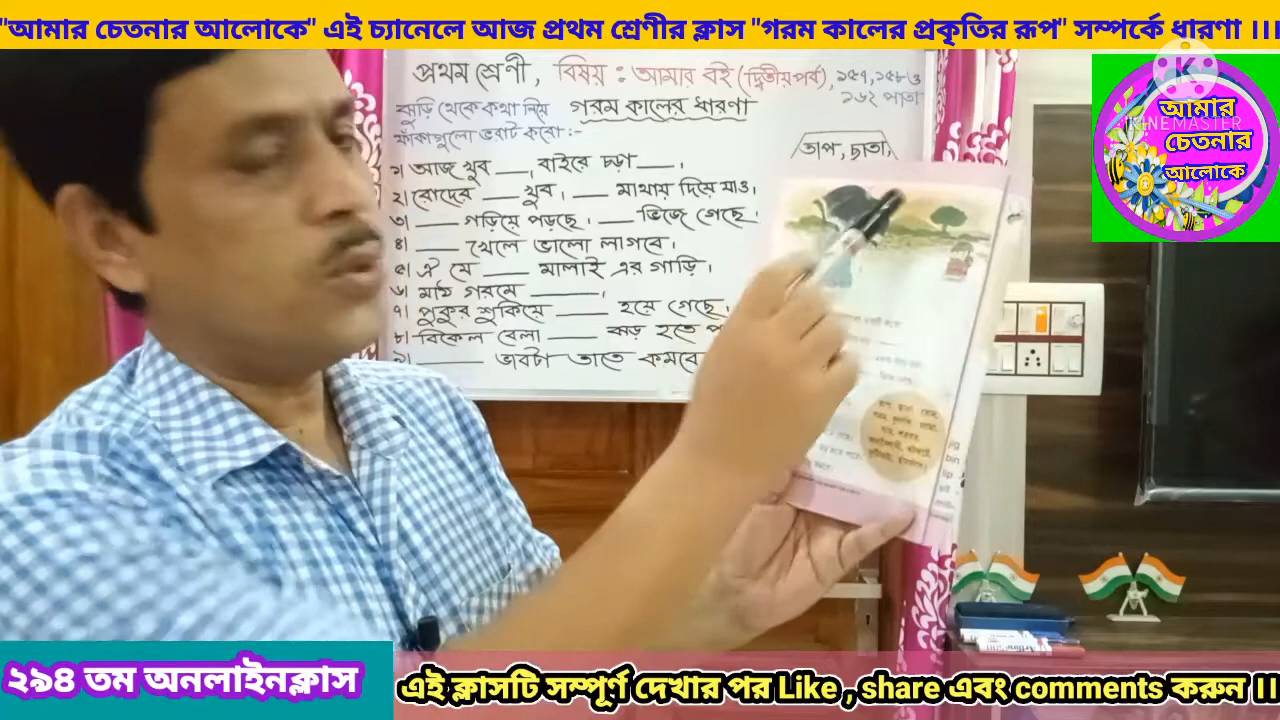 "আমার চেতনার আলোকে" এই চ্যানেলে আজ প্রথম শ্রেণীর ক্লাস "গরম কালের প্রকৃতির রূপ" সম্পর্কে ধারণা ।।।
প্রথম শ্রেণী, বিষয় : আমার বই (দ্বিতীয় পর্ব), ১৫৭, ১৫৮ ও
১৬২ পাতা
ঝুড়ি থেকে কথা নিয়ে গরম কালের ধারণা
ফাঁকাগুলো ভরাট করো :-
তাপ, ছাতা,
১। আজ খুব ___, বাইরে চড়া ___।
২। রোদের ___ খুব। ___ মাথায় দিয়ে যাও।
৩। ___ গড়িয়ে পড়ছে। ___ ভিজে গেছে।
৪। ___ খেলে ভালো লাগবে।
৫। ঐ যে ___ মালাই এর গাড়ি।
৬। মাঠ গরমে ___।
৭। পুকুর শুকিয়ে ___ হয়ে গেছে।
৮। বিকেল বেলা ___ ঝড় হতে
৯। ___ ভাবটা তাতে কমবে
আমার
চেতনার
আলোকে
KINEMASTER
২৯৪ তম অনলাইনক্লাস
এই ক্লাসটি সম্পূর্ণ দেখার পর Like , share এবং comments করুন ।।